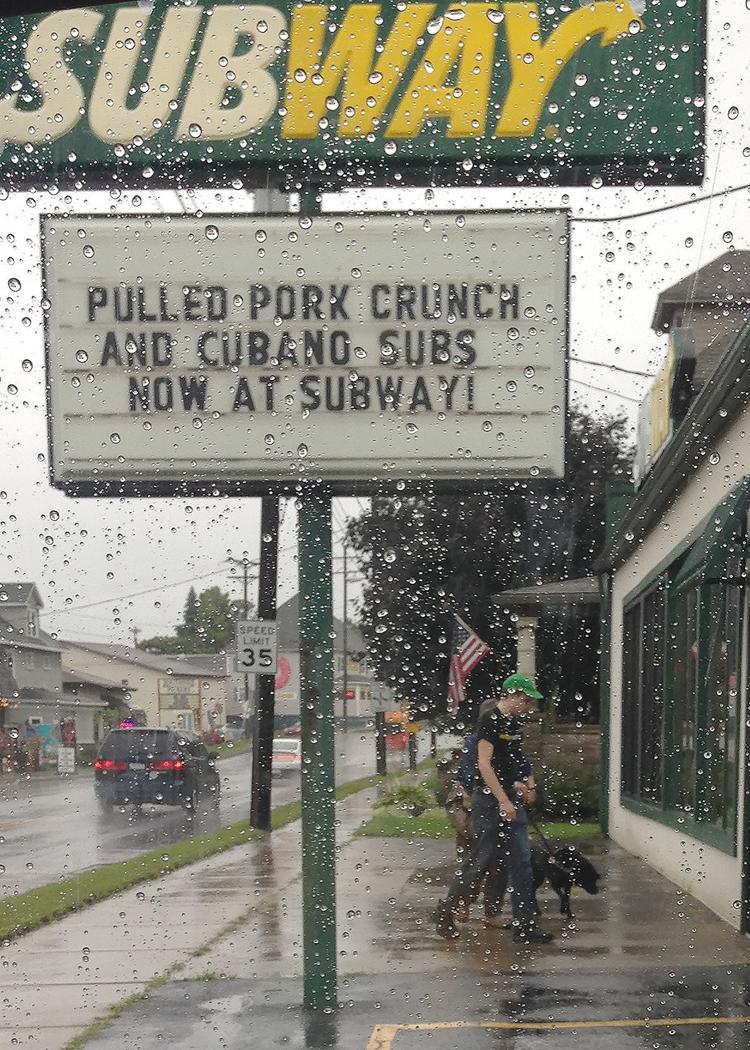 SUBWAY
PULLED PORK CRUNCH
AND CUBANO SUBS
NOW AT SUBWAY!
SPEED
LIMIT
35